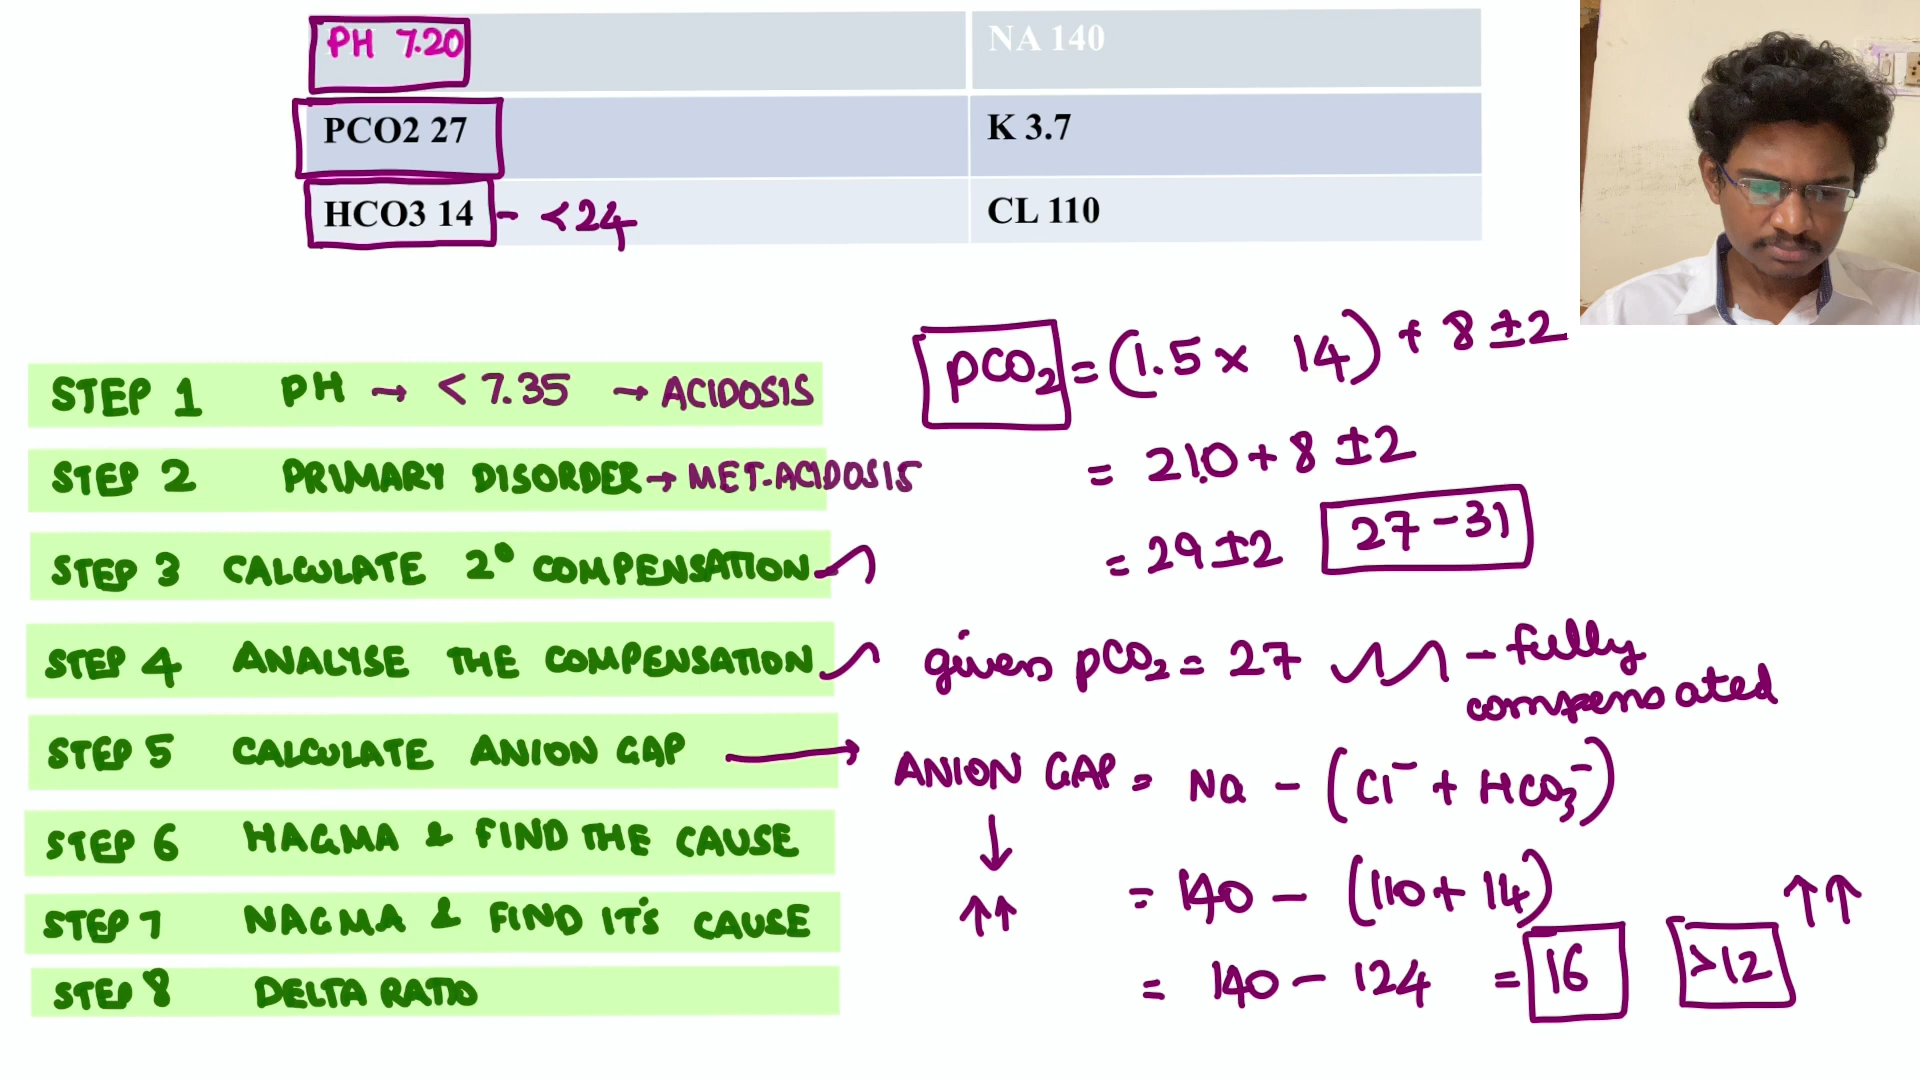 PH 7.20 NA 140
PCO2 27 K 3.7
HCO3 14 - <24 CL 110
pCO2 = (1.5 x 14) + 8 ±2
= 21.0 + 8 ±2
= 29 ±2 27 - 31
STEP 1 PH → < 7.35 → ACIDOSIS
STEP 2 PRIMARY DISORDER → MET. ACIDOSIS
STEP 3 CALCULATE 2° COMPENSATION
STEP 4 ANALYSE THE COMPENSATION
given pCO2 = 27 - fully
compensated
STEP 5 CALCULATE ANION GAP →
ANION GAP = Na - (Cl⁻ + HCO3⁻)
↓
↑↑
= 140 - (110 + 14)
= 140 - 124 = 16 >12 ↑↑
STEP 6 HAGMA & FIND THE CAUSE
STEP 7 NAGMA & FIND IT'S CAUSE
STEP 8 DELTA RATIO